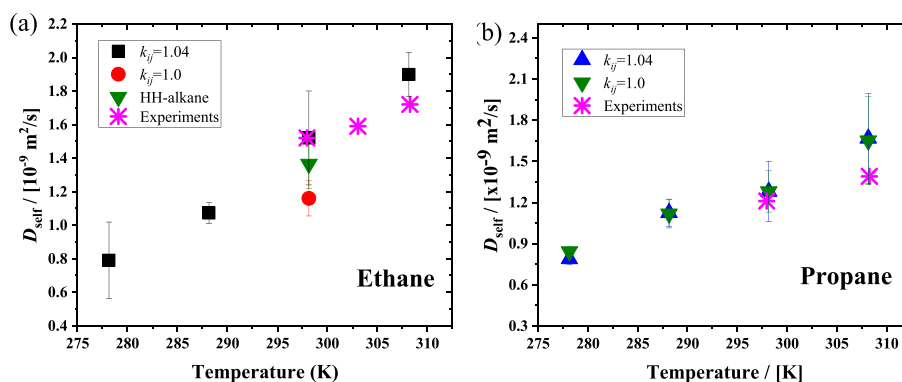 (a)
k_ij=1.04
k_ij=1.0
HH-alkane
Experiments
2.2
2.0
1.8
1.6
1.4
1.2
1.0
0.8
0.6
0.4
D_self / [10^-9 m^2/s]
275 280 285 290 295 300 305 310
Temperature (K)
Ethane
b)
k_ij=1.04
k_ij=1.0
Experiments
2.4
2.1
1.8
1.5
1.2
0.9
0.6
0.3
D_self / [x10^-9 m^2/s]
275 280 285 290 295 300 305 310
Temperature / [K]
Propane